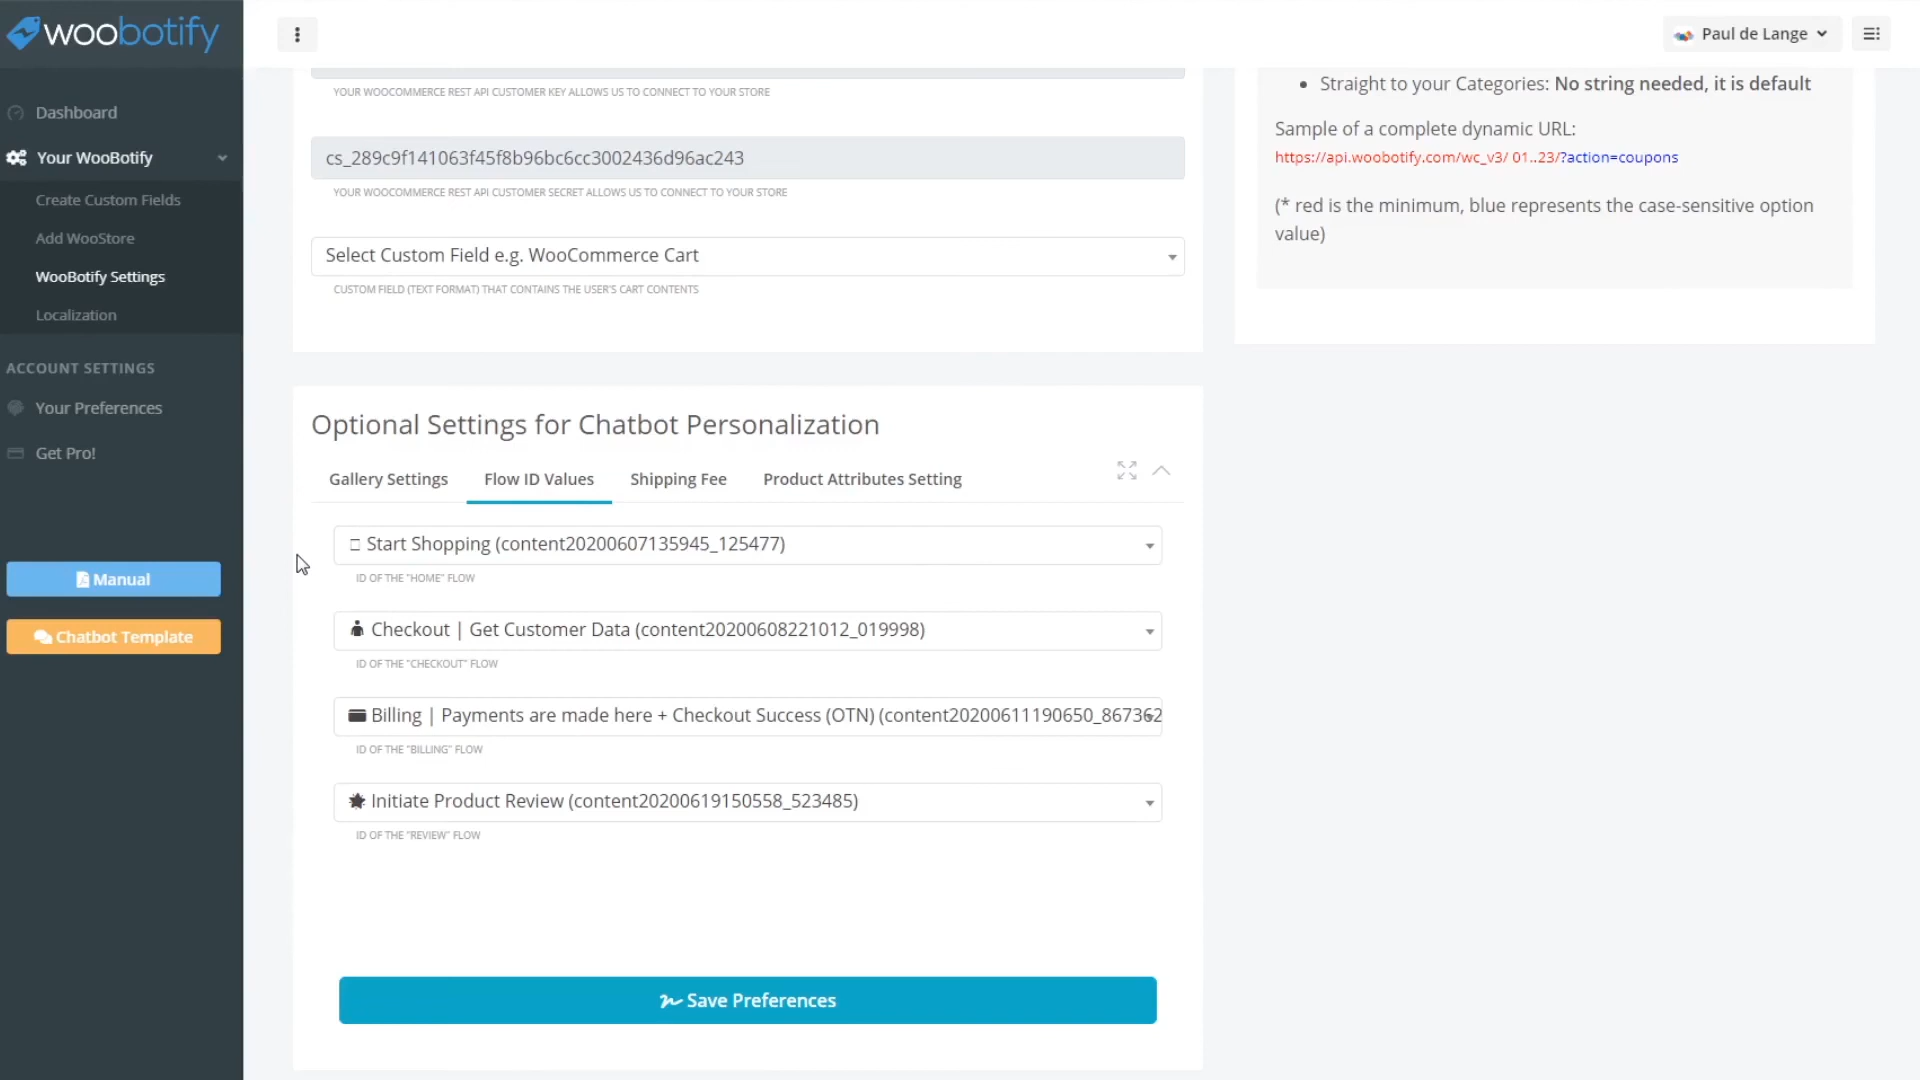 woobotify
Paul de Lange
Dashboard
Your WooBotify
Create Custom Fields
Add WooStore
WooBotify Settings
Localization
ACCOUNT SETTINGS
Your Preferences
Get Pro!
Manual
Chatbot Template
YOUR WOOCOMMERCE REST API CUSTOMER KEY ALLOWS US TO CONNECT TO YOUR STORE
cs_289c9f141063f45f8b96bc6cc3002436d96ac243
YOUR WOOCOMMERCE REST API CUSTOMER SECRET ALLOWS US TO CONNECT TO YOUR STORE
Select Custom Field e.g. WooCommerce Cart
CUSTOM FIELD (TEXT FORMAT) THAT CONTAINS THE USER'S CART CONTENTS
Optional Settings for Chatbot Personalization
Gallery Settings Flow ID Values Shipping Fee Product Attributes Setting
Start Shopping (content20200607135945_125477)
ID OF THE "HOME" FLOW
Checkout | Get Customer Data (content20200608221012_019998)
ID OF THE "CHECKOUT" FLOW
Billing | Payments are made here + Checkout Success (OTN) (content20200611190650_867362
ID OF THE "BILLING" FLOW
Initiate Product Review (content20200619150558_523485)
ID OF THE "REVIEW" FLOW
Save Preferences
• Straight to your Categories: No string needed, it is default
Sample of a complete dynamic URL:
https://api.woobotify.com/wc_v3/ 01..23/?action=coupons
(* red is the minimum, blue represents the case-sensitive option
value)